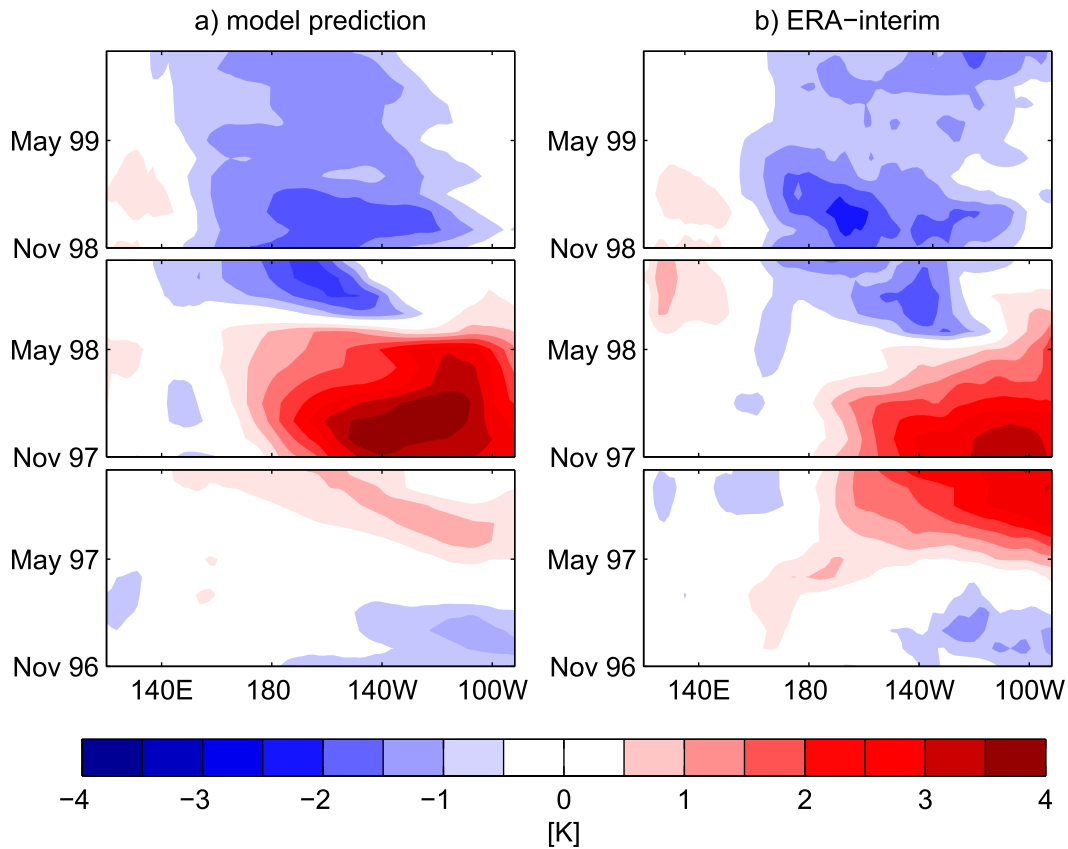 a) model prediction b) ERA−interim
May 99 May 99
Nov 98 Nov 98
May 98 May 98
Nov 97 Nov 97
May 97 May 97
Nov 96 Nov 96
140E 180 140W 100W 140E 180 140W 100W
−4 −3 −2 −1 0 1 2 3 4
[K]